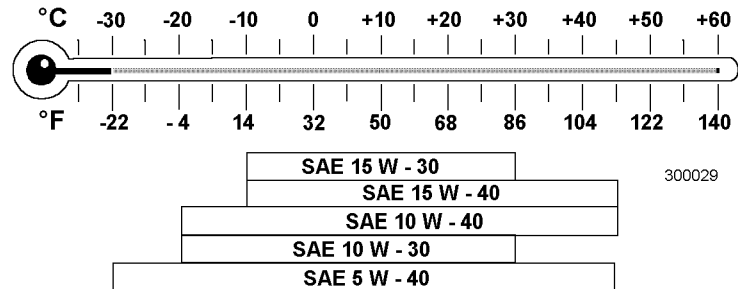 °C -30 -20 -10 0 +10 +20 +30 +40 +50 +60
°F -22 - 4 14 32 50 68 86 104 122 140
SAE 15 W - 30
300029
SAE 15 W - 40
SAE 10 W - 40
SAE 10 W - 30
SAE 5 W - 40